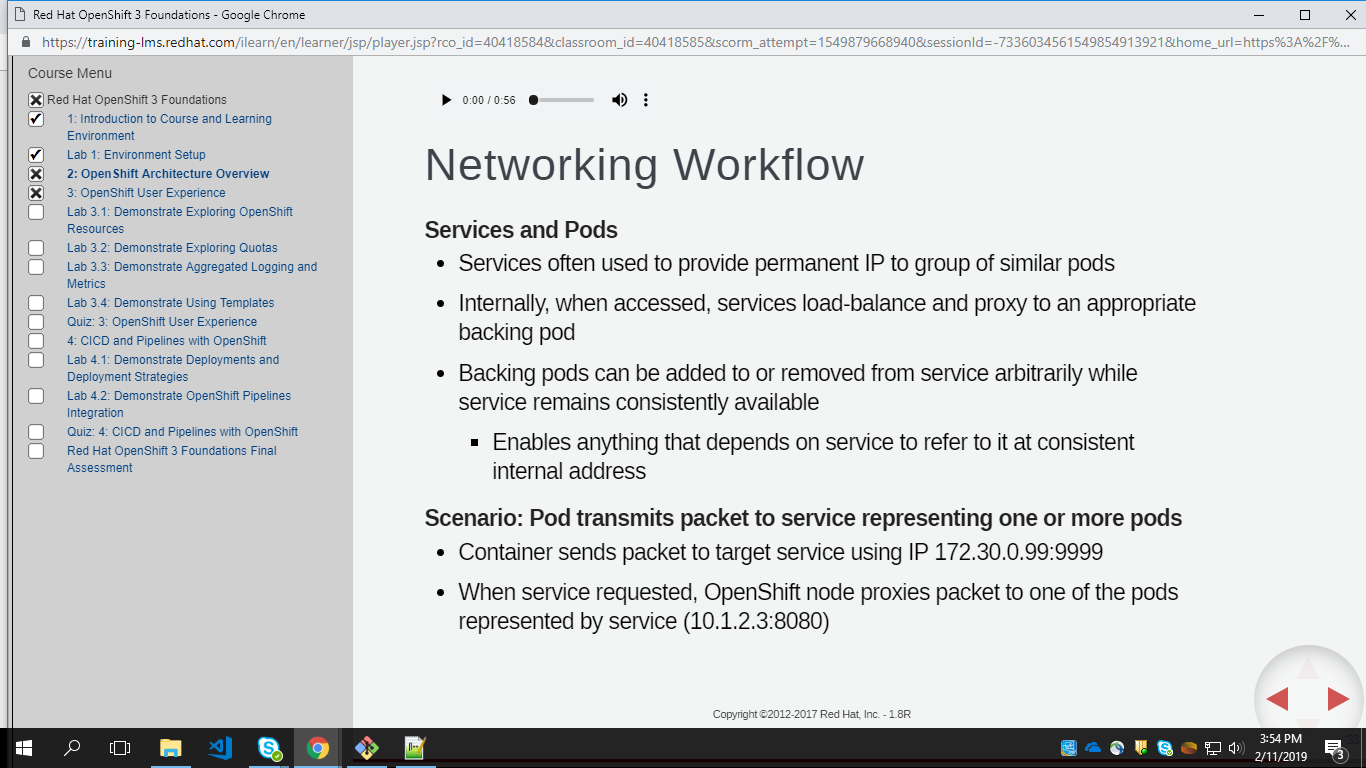 Red Hat OpenShift 3 Foundations - Google Chrome
https://training-lms.redhat.com/ilearn/en/learner/jsp/player.jsp?rco_id=40418584&classroom_id=40418585&scorm_attempt=1549879668940&sessionId=-7336034561549854913921&home_url=https%3A%2F%...
Course Menu
Red Hat OpenShift 3 Foundations
1: Introduction to Course and Learning
Environment
Lab 1: Environment Setup
2: OpenShift Architecture Overview
3: OpenShift User Experience
Lab 3.1: Demonstrate Exploring OpenShift
Resources
Lab 3.2: Demonstrate Exploring Quotas
Lab 3.3: Demonstrate Aggregated Logging and
Metrics
Lab 3.4: Demonstrate Using Templates
Quiz: 3: OpenShift User Experience
4: CICD and Pipelines with OpenShift
Lab 4.1: Demonstrate Deployments and
Deployment Strategies
Lab 4.2: Demonstrate OpenShift Pipelines
Integration
Quiz: 4: CICD and Pipelines with OpenShift
Red Hat OpenShift 3 Foundations Final
Assessment
0:00 / 0:56
Networking Workflow
Services and Pods
• Services often used to provide permanent IP to group of similar pods
• Internally, when accessed, services load-balance and proxy to an appropriate
backing pod
• Backing pods can be added to or removed from service arbitrarily while
service remains consistently available
▪ Enables anything that depends on service to refer to it at consistent
internal address
Scenario: Pod transmits packet to service representing one or more pods
• Container sends packet to target service using IP 172.30.0.99:9999
• When service requested, OpenShift node proxies packet to one of the pods
represented by service (10.1.2.3:8080)
Copyright ©2012-2017 Red Hat, Inc. - 1.8R
3:54 PM
2/11/2019
3